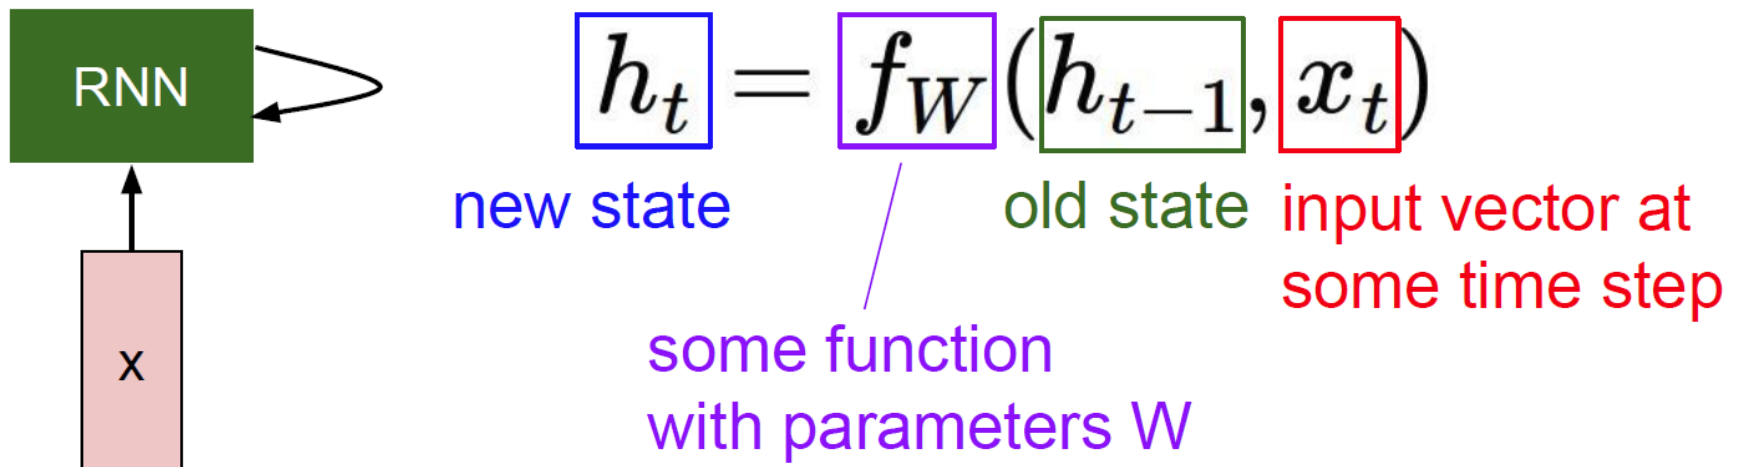 RNN
x
h_t = f_W(h_{t-1}, x_t)
new state
old state
input vector at
some time step
some function
with parameters W